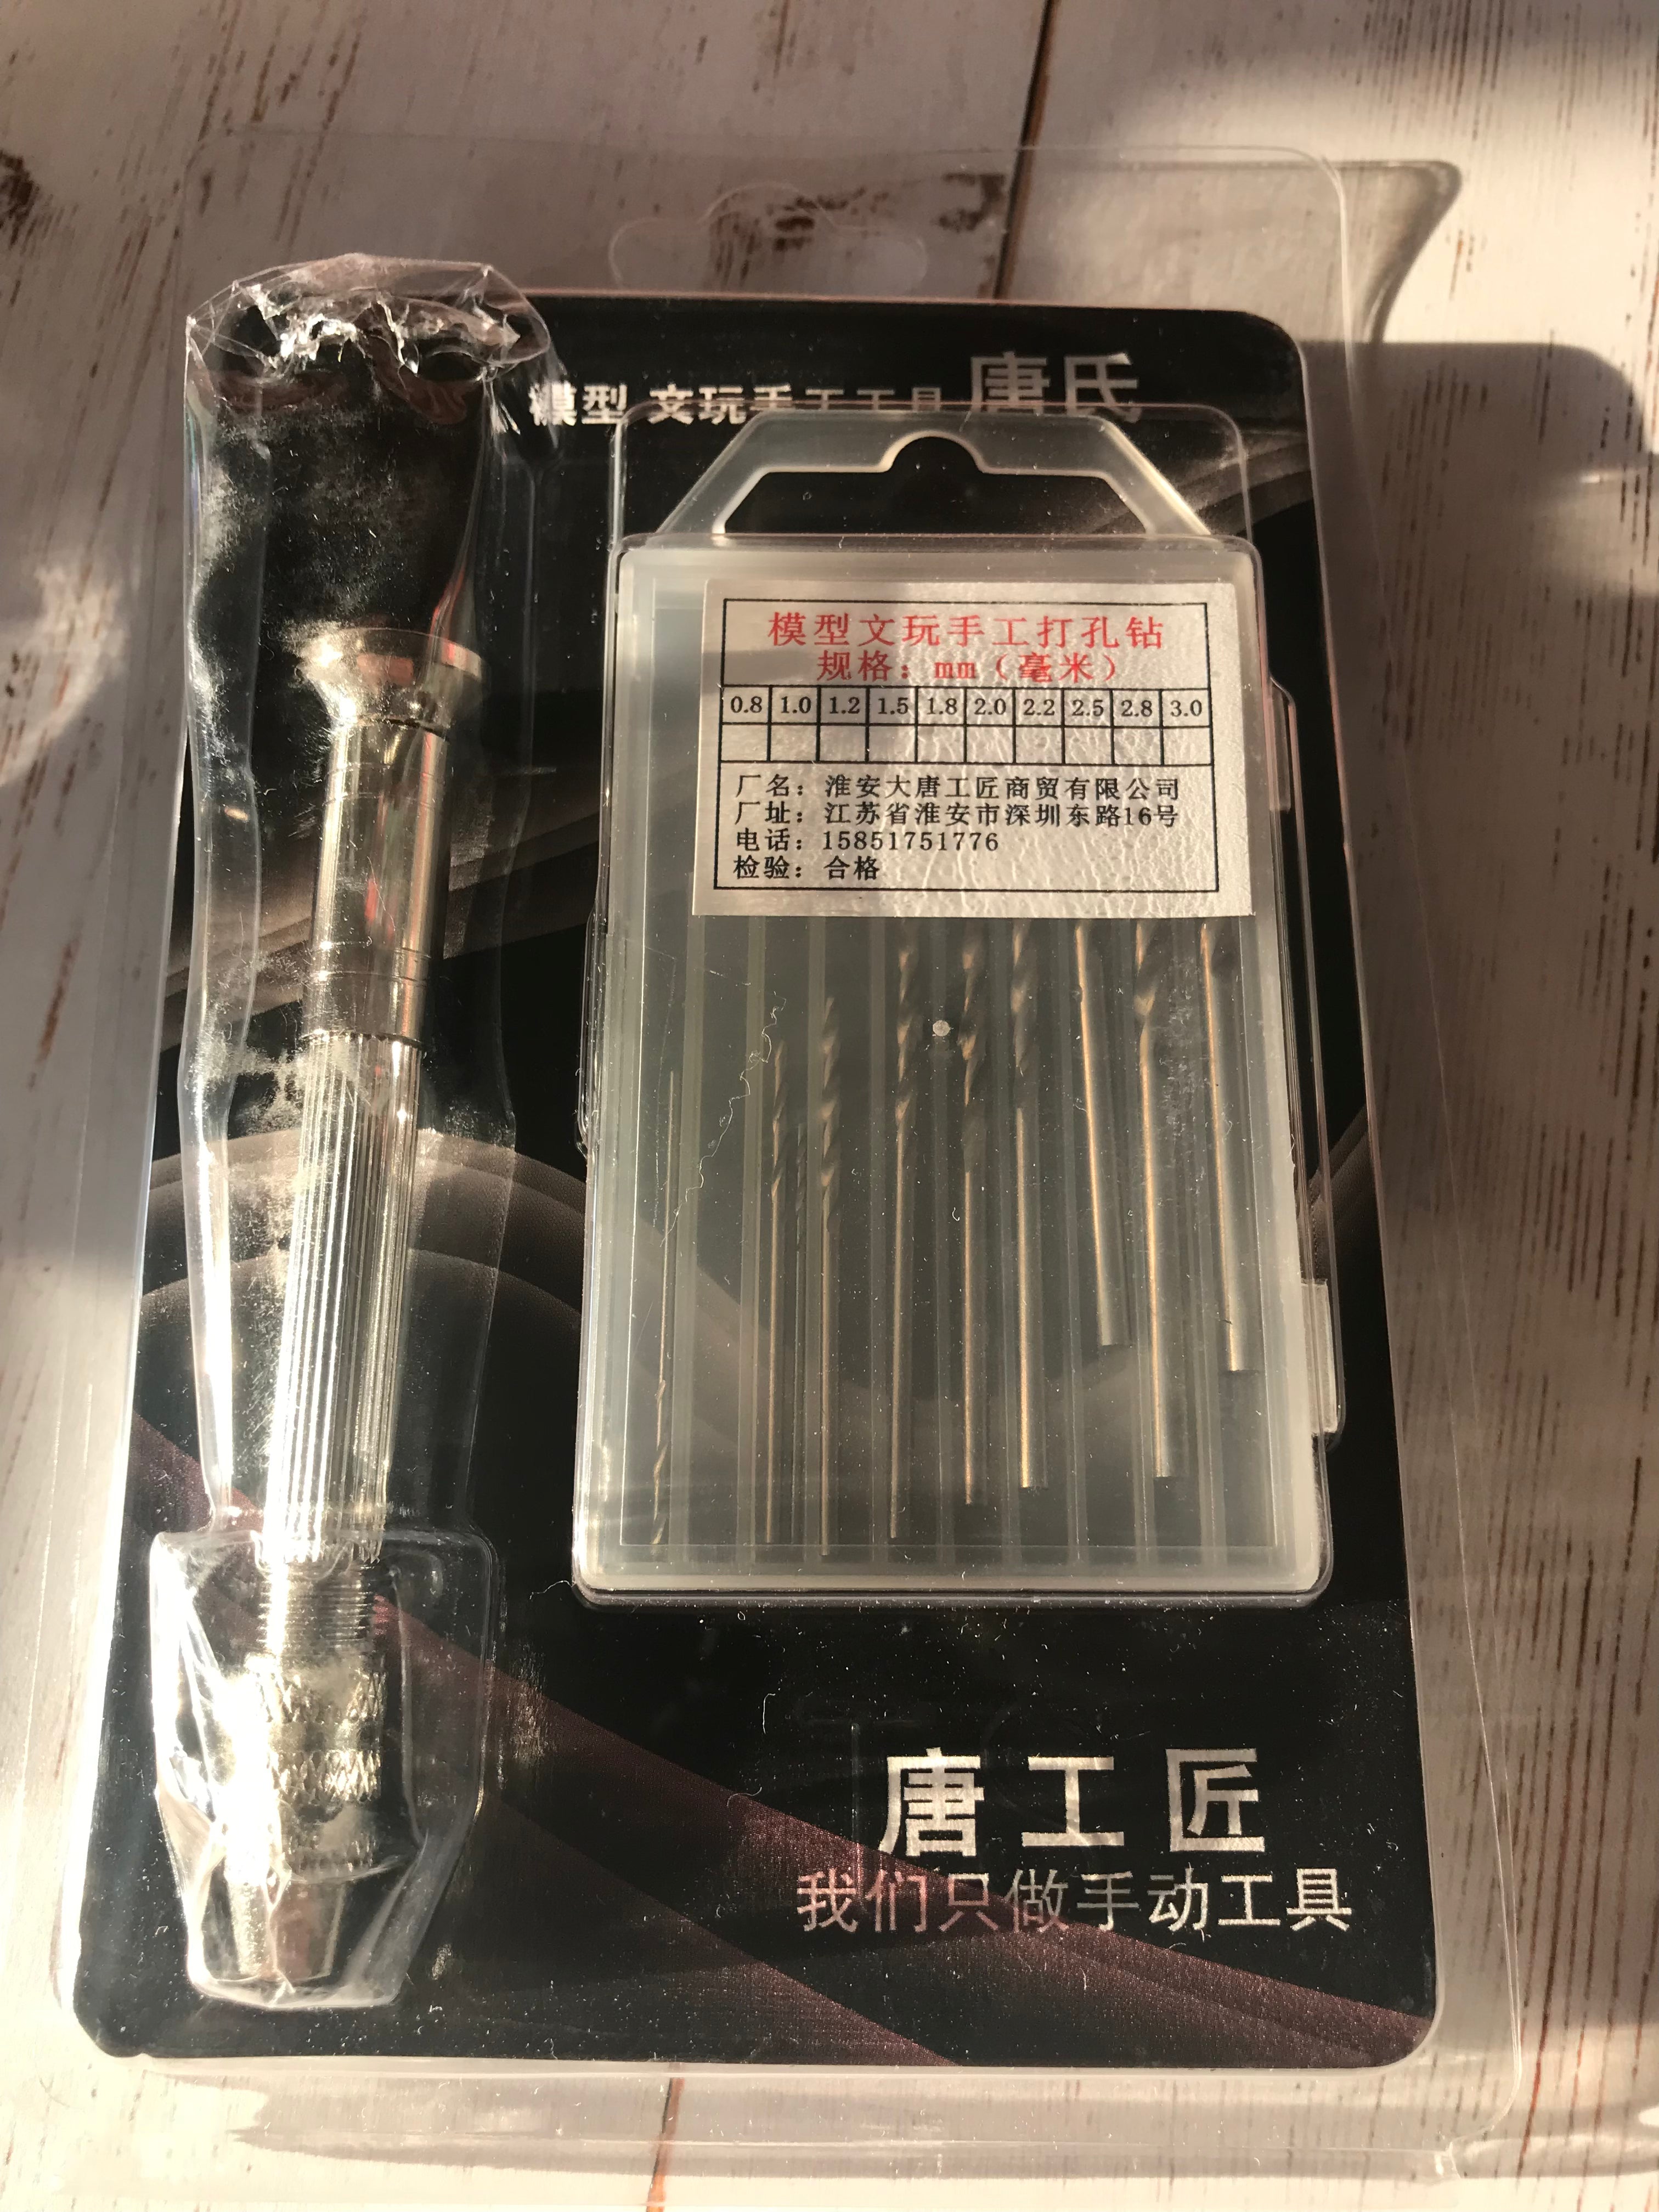 模型 文玩手工工具 唐氏
模型文玩手工打孔钻
规格：mm（毫米）
0.8 1.0 1.2 1.5 1.8 2.0 2.2 2.5 2.8 3.0
厂名：淮安大唐工匠商贸有限公司
厂址：江苏省淮安市深圳东路16号
电话：15851751776
检验：合格
唐工匠
我们只做手动工具